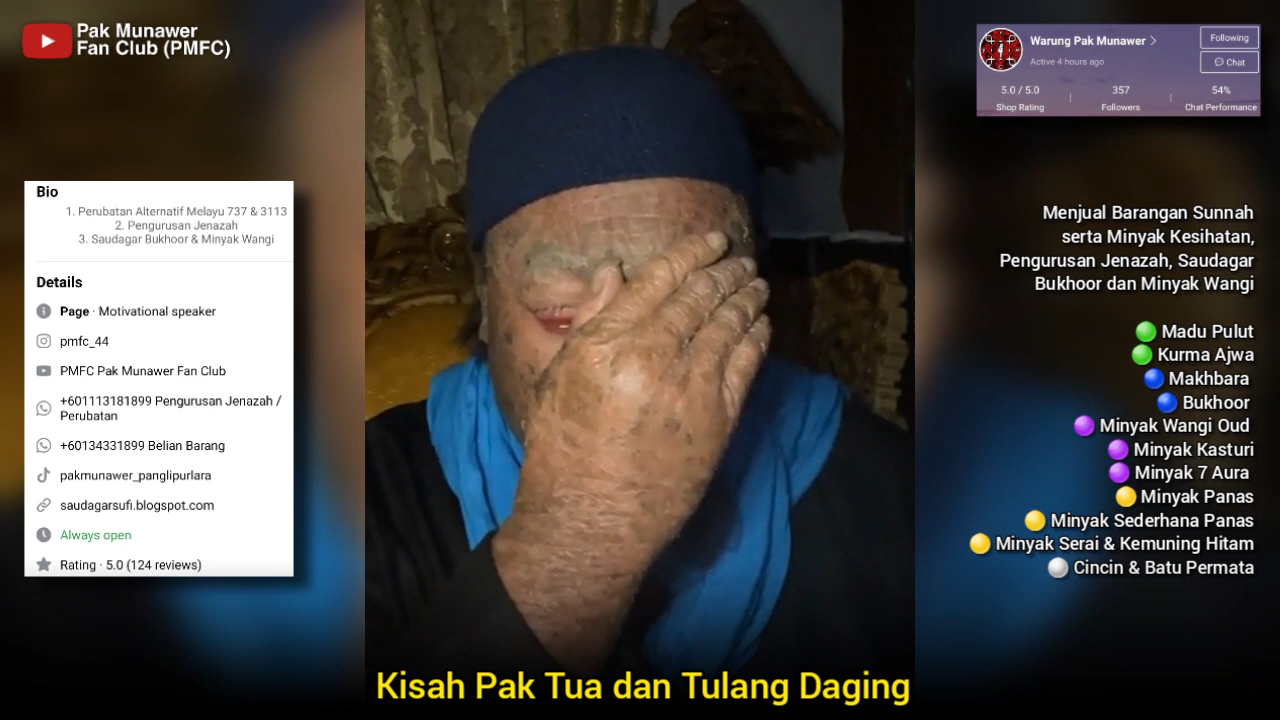 Pak Munawer
Fan Club (PMFC)
Bio
1. Perubatan Alternatif Melayu 737 & 3113
2. Pengurusan Jenazah
3. Saudagar Bukhoor & Minyak Wangi
Details
Page · Motivational speaker
pmfc_44
PMFC Pak Munawer Fan Club
+601113181899 Pengurusan Jenazah /
Perubatan
+60134331899 Belian Barang
pakmunawer_panglipurlara
saudagarsufi.blogspot.com
Always open
Rating · 5.0 (124 reviews)
Warung Pak Munawer >
Following
Active 4 hours ago
Chat
5.0 / 5.0 | 357 | 54%
Shop Rating Followers Chat Performance
Menjual Barangan Sunnah
serta Minyak Kesihatan,
Pengurusan Jenazah, Saudagar
Bukhoor dan Minyak Wangi
Madu Pulut
Kurma Ajwa
Makhbara
Bukhoor
Minyak Wangi Oud
Minyak Kasturi
Minyak 7 Aura
Minyak Panas
Minyak Sederhana Panas
Minyak Serai & Kemuning Hitam
Cincin & Batu Permata
Kisah Pak Tua dan Tulang Daging